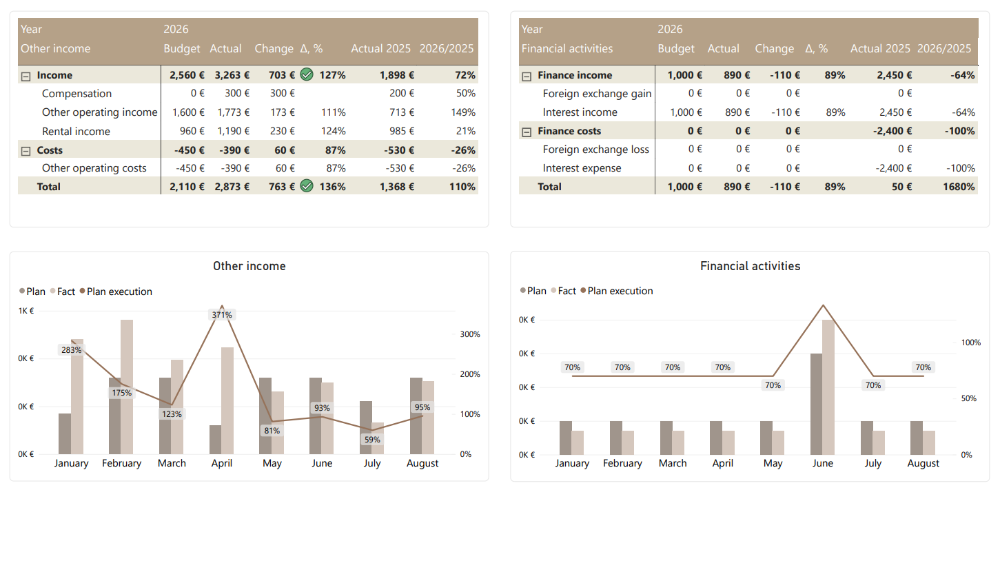 Year 2026
Other income Budget Actual Change Δ, % Actual 2025 2026/2025
Income 2,560 € 3,263 € 703 € 127% 1,898 € 72%
Compensation 0 € 300 € 300 € 200 € 50%
Other operating income 1,600 € 1,773 € 173 € 111% 713 € 149%
Rental income 960 € 1,190 € 230 € 124% 985 € 21%
Costs -450 € -390 € 60 € 87% -530 € -26%
Other operating costs -450 € -390 € 60 € 87% -530 € -26%
Total 2,110 € 2,873 € 763 € 136% 1,368 € 110%
Year 2026
Financial activities Budget Actual Change Δ, % Actual 2025 2026/2025
Finance income 1,000 € 890 € -110 € 89% 2,450 € -64%
Foreign exchange gain 0 € 0 € 0 € 0 €
Interest income 1,000 € 890 € -110 € 89% 2,450 € -64%
Finance costs 0 € 0 € 0 € -2,400 € -100%
Foreign exchange loss 0 € 0 € 0 € 0 €
Interest expense 0 € 0 € 0 € -2,400 € -100%
Total 1,000 € 890 € -110 € 89% 50 € 1680%
Other income
Plan Fact Plan execution
1K €
371%
300%
283%
0K €
200%
175%
0K € 93% 95%
123% 100%
81%
59%
0K € 0%
January February March April May June July August
Financial activities
Plan Fact Plan execution
0K €
100%
0K €
70% 70% 70% 70% 70%
70% 70%
0K €
50%
0K €
0K € 0%
January February March April May June July August